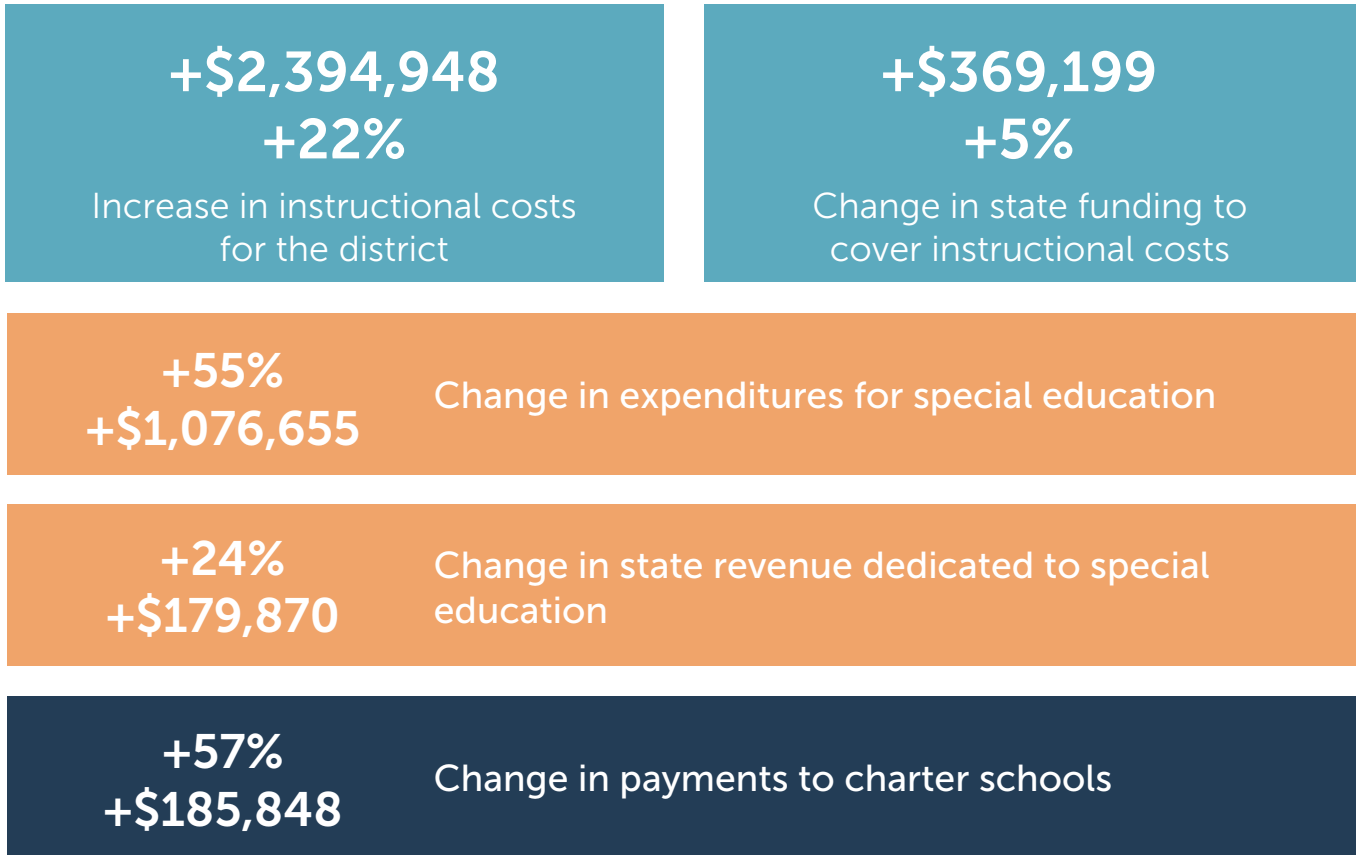 +$2,394,948
+22%
Increase in instructional costs
for the district
+$369,199
+5%
Change in state funding to
cover instructional costs
+55%
+$1,076,655
Change in expenditures for special education
+24%
+$179,870
Change in state revenue dedicated to special
education
+57%
+$185,848
Change in payments to charter schools